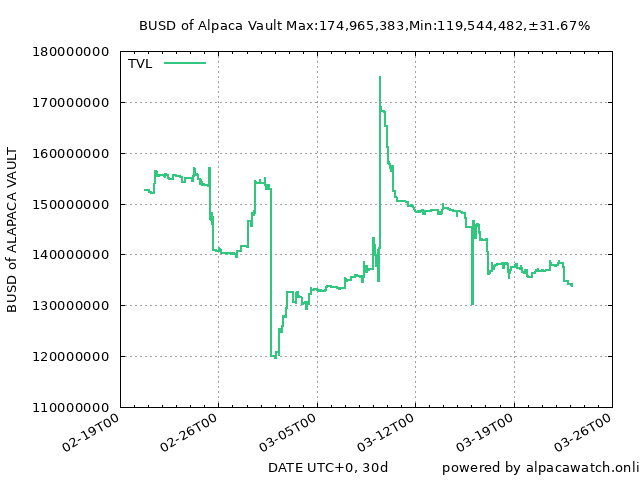 BUSD of Alpaca Vault Max:174,965,383,Min:119,544,482,±31.67%
TVL
180000000
170000000
160000000
150000000
140000000
130000000
120000000
110000000
BUSD of ALAPACA VAULT
02-19T00
02-26T00
03-05T00
03-12T00
03-19T00
03-26T00
DATE UTC+0, 30d
powered by alpacawatch.onli